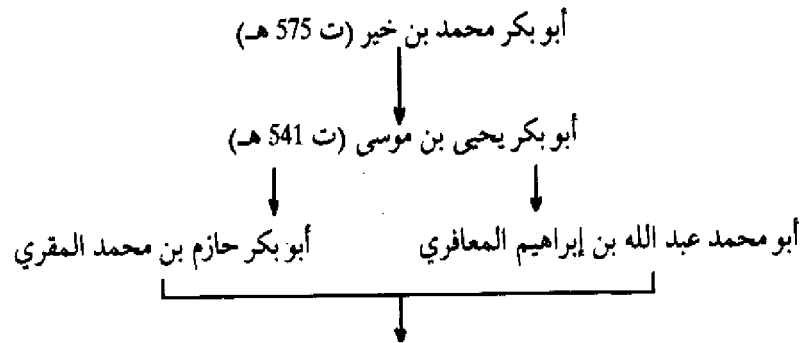 أبو بكر محمد بن خير (ت 575 هـ)
أبو بكر يحيى بن موسى (ت 541 هـ)
أبو محمد عبد الله بن إبراهيم المعافري أبو بكر حازم بن محمد المقري